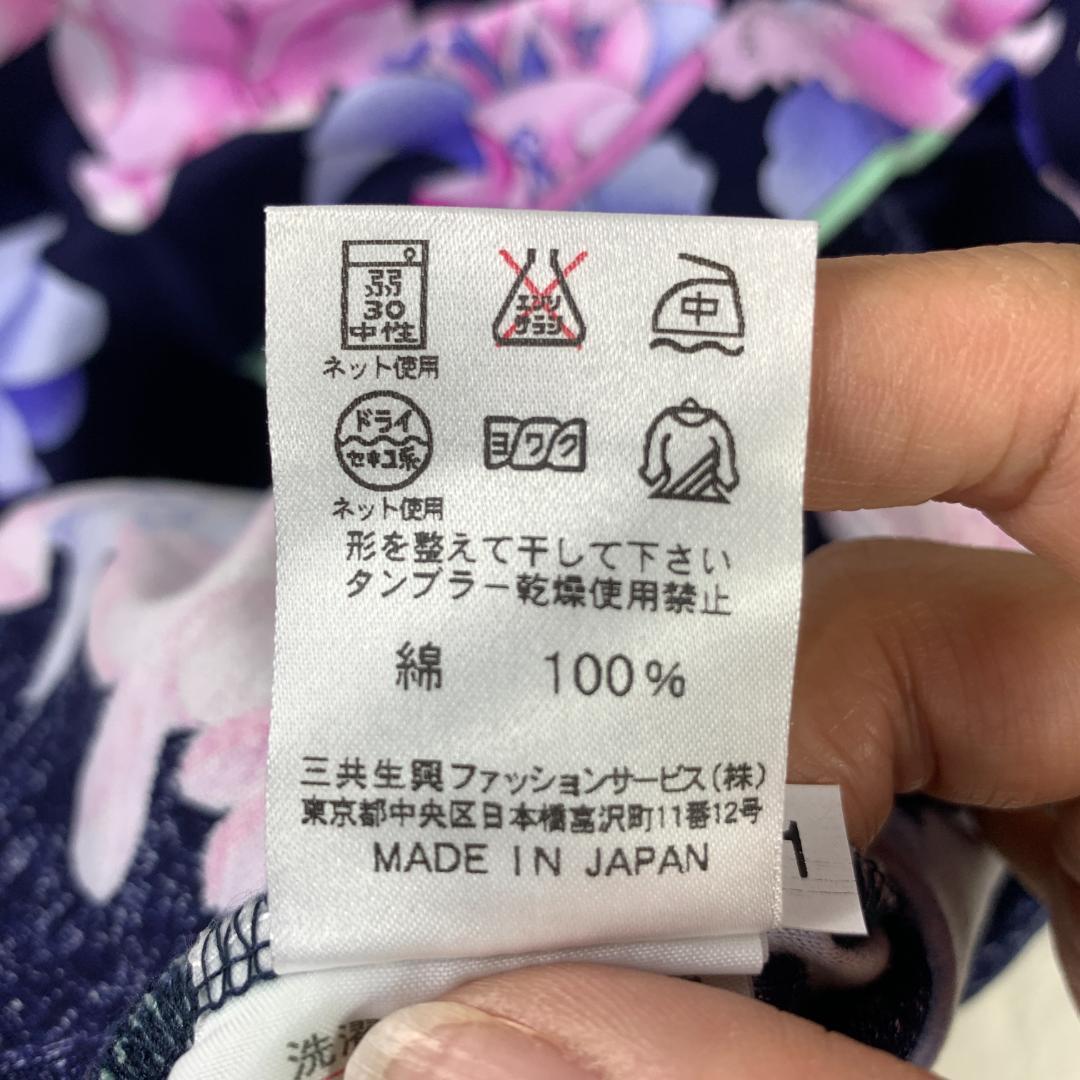 弱
30
中性
ネット使用
エンソ
サラシ
中
ドライ
セキユ系
ネット使用
ヨワク
形を整えて干して下さい
タンブラー乾燥使用禁止
綿 100%
三共生興ファッションサービス(株)
東京都中央区日本橋富沢町11番12号
MADE IN JAPAN
1
洗濯